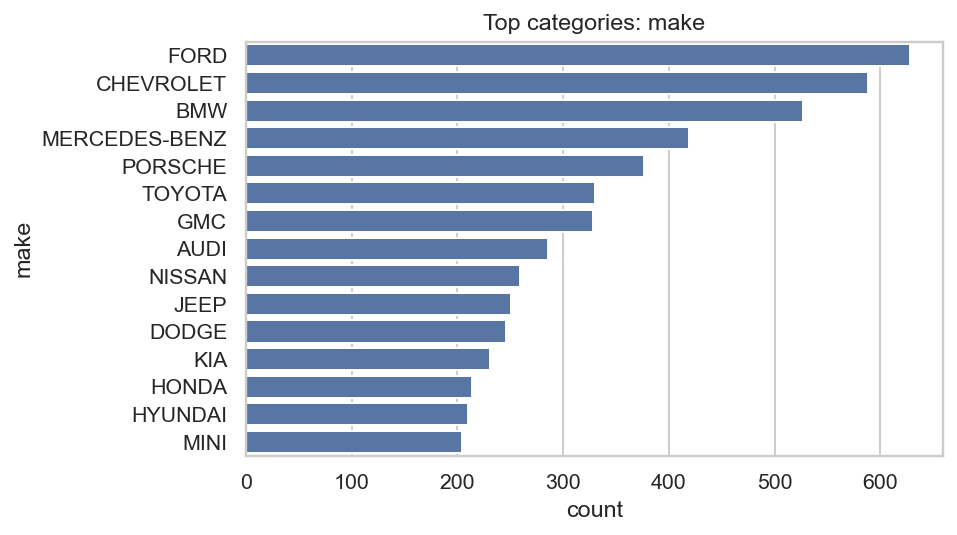 Top categories: make
FORD
CHEVROLET
BMW
MERCEDES-BENZ
PORSCHE
TOYOTA
GMC
AUDI
NISSAN
JEEP
DODGE
KIA
HONDA
HYUNDAI
MINI
make
0 100 200 300 400 500 600
count